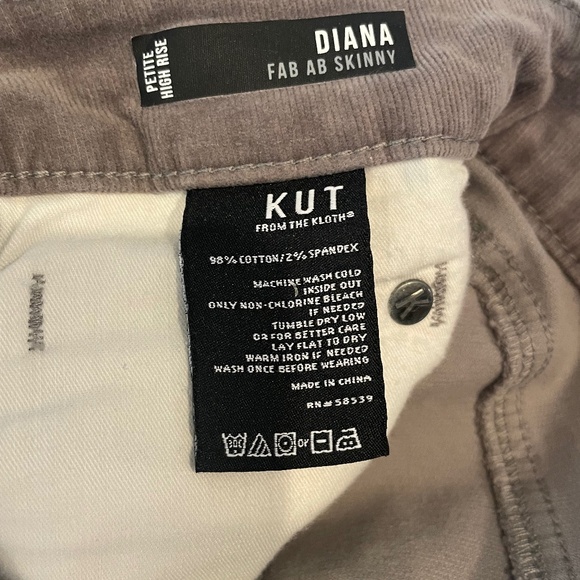 PETITE
HIGH RISE
DIANA
FAB AB SKINNY
KUT
FROM THE KLOTH®
98% COTTON/2% SPANDEX
MACHINE WASH COLD
INSIDE OUT
ONLY NON-CHLORINE BLEACH
IF NEEDED
TUMBLE DRY LOW
OR FOR BETTER CARE
LAY FLAT TO DRY
WARM IRON IF NEEDED
WASH ONCE BEFORE WEARING
MADE IN CHINA
RN# 58539
30C
or